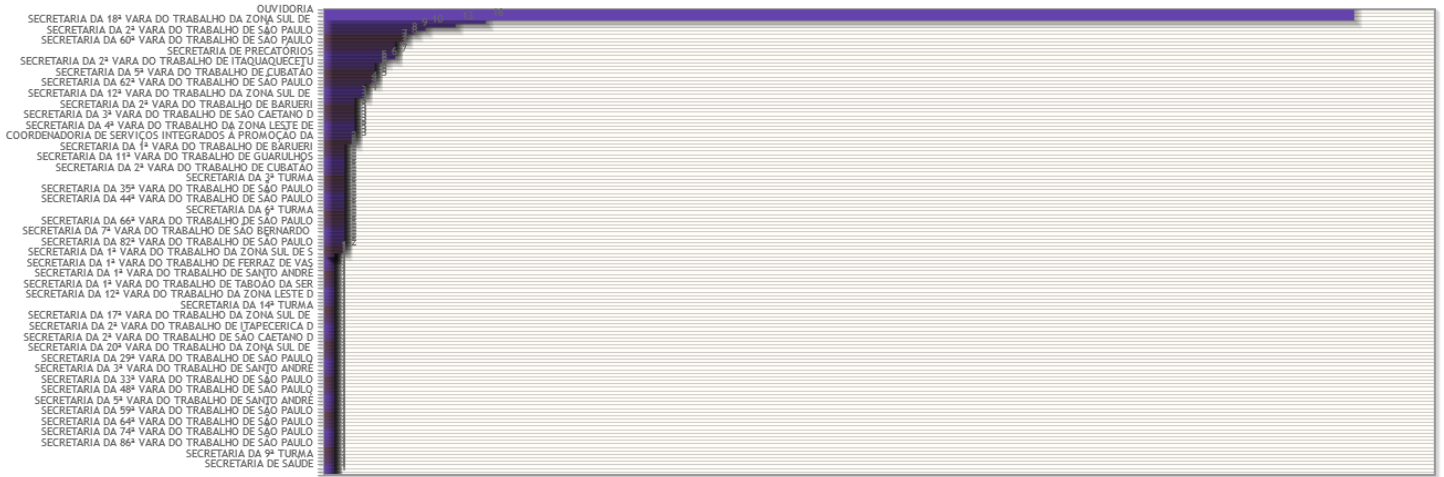 OUVIDORIA
SECRETARIA DA 18ª VARA DO TRABALHO DA ZONA SUL DE
SECRETARIA DA 2ª VARA DO TRABALHO DE SÃO PAULO
SECRETARIA DA 60ª VARA DO TRABALHO DE SÃO PAULO
SECRETARIA DE PRECATÓRIOS
SECRETARIA DA 2ª VARA DO TRABALHO DE ITAQUAQUECETU
SECRETARIA DA 5ª VARA DO TRABALHO DE CUBATÃO
SECRETARIA DA 62ª VARA DO TRABALHO DE SÃO PAULO
SECRETARIA DA 12ª VARA DO TRABALHO DA ZONA SUL DE
SECRETARIA DA 2ª VARA DO TRABALHO DE BARUERI
SECRETARIA DA 3ª VARA DO TRABALHO DE SÃO CAETANO D
SECRETARIA DA 4ª VARA DO TRABALHO DA ZONA LESTE DE
COORDENADORIA DE SERVIÇOS INTEGRADOS À PROMOÇÃO DA
SECRETARIA DA 1ª VARA DO TRABALHO DE BARUERI
SECRETARIA DA 11ª VARA DO TRABALHO DE GUARULHOS
SECRETARIA DA 2ª VARA DO TRABALHO DE CUBATÃO
SECRETARIA DA 3ª TURMA
SECRETARIA DA 35ª VARA DO TRABALHO DE SÃO PAULO
SECRETARIA DA 44ª VARA DO TRABALHO DE SÃO PAULO
SECRETARIA DA 6ª TURMA
SECRETARIA DA 66ª VARA DO TRABALHO DE SÃO PAULO
SECRETARIA DA 7ª VARA DO TRABALHO DE SÃO BERNARDO
SECRETARIA DA 82ª VARA DO TRABALHO DE SÃO PAULO
SECRETARIA DA 1ª VARA DO TRABALHO DA ZONA SUL DE S
SECRETARIA DA 1ª VARA DO TRABALHO DE FERRAZ DE VAS
SECRETARIA DA 1ª VARA DO TRABALHO DE SANTO ANDRÉ
SECRETARIA DA 1ª VARA DO TRABALHO DE TABOÃO DA SER
SECRETARIA DA 12ª VARA DO TRABALHO DA ZONA LESTE D
SECRETARIA DA 14ª TURMA
SECRETARIA DA 17ª VARA DO TRABALHO DA ZONA SUL DE
SECRETARIA DA 2ª VARA DO TRABALHO DE ITAPECERICA D
SECRETARIA DA 2ª VARA DO TRABALHO DE SÃO CAETANO D
SECRETARIA DA 20ª VARA DO TRABALHO DA ZONA SUL DE
SECRETARIA DA 29ª VARA DO TRABALHO DE SÃO PAULO
SECRETARIA DA 3ª VARA DO TRABALHO DE SANTO ANDRÉ
SECRETARIA DA 33ª VARA DO TRABALHO DE SÃO PAULO
SECRETARIA DA 48ª VARA DO TRABALHO DE SÃO PAULO
SECRETARIA DA 5ª VARA DO TRABALHO DE SANTO ANDRÉ
SECRETARIA DA 59ª VARA DO TRABALHO DE SÃO PAULO
SECRETARIA DA 64ª VARA DO TRABALHO DE SÃO PAULO
SECRETARIA DA 74ª VARA DO TRABALHO DE SÃO PAULO
SECRETARIA DA 86ª VARA DO TRABALHO DE SÃO PAULO
SECRETARIA DA 9ª TURMA
SECRETARIA DE SAÚDE
10
9
8